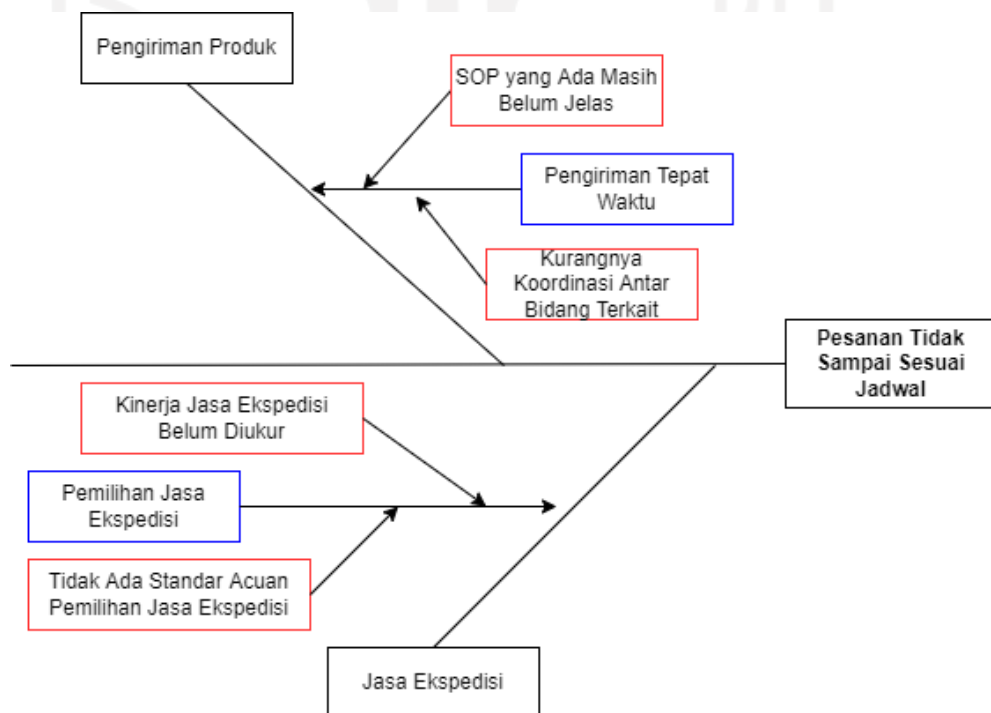 Pengiriman Produk
SOP yang Ada Masih
Belum Jelas
Pengiriman Tepat
Waktu
Kurangnya
Koordinasi Antar
Bidang Terkait
Pesanan Tidak
Sampai Sesuai
Jadwal
Kinerja Jasa Ekspedisi
Belum Diukur
Pemilihan Jasa
Ekspedisi
Tidak Ada Standar Acuan
Pemilihan Jasa Ekspedisi
Jasa Ekspedisi